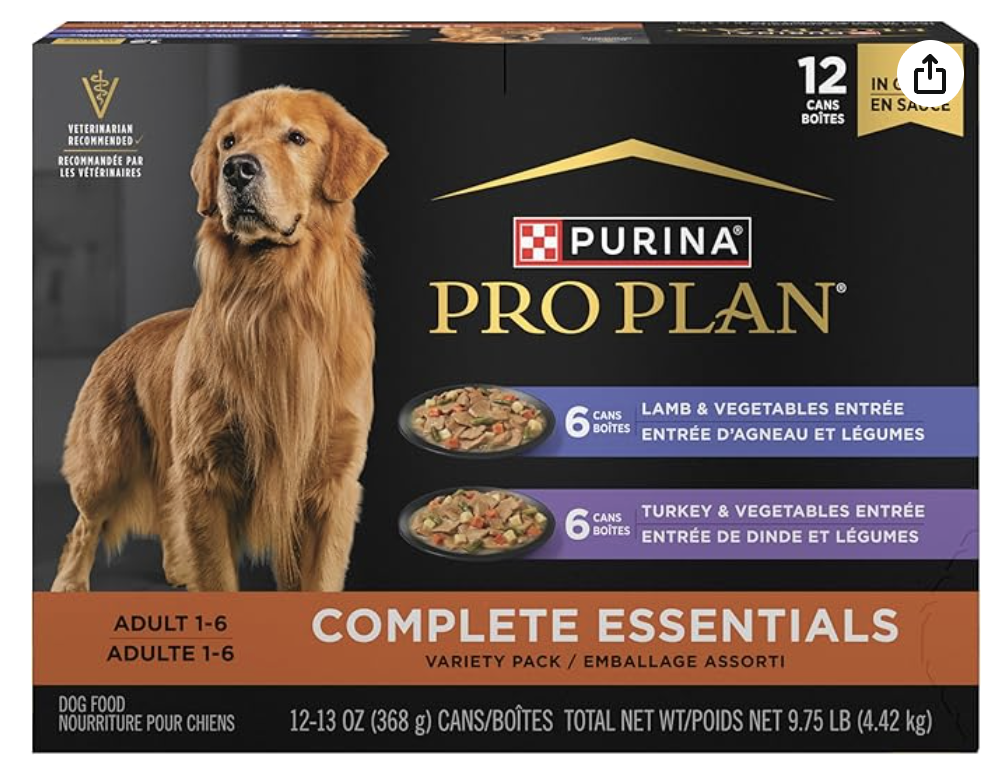 VETERINARIAN
RECOMMENDED
RECOMMANDÉE PAR
LES VÉTÉRINAIRES
12
CANS
BOÎTES
IN
EN SAUCE
PURINA®
PRO PLAN®
6 CANS
BOÎTES
LAMB & VEGETABLES ENTRÉE
ENTRÉE D'AGNEAU ET LÉGUMES
6 CANS
BOÎTES
TURKEY & VEGETABLES ENTRÉE
ENTRÉE DE DINDE ET LÉGUMES
ADULT 1-6
ADULTE 1-6
COMPLETE ESSENTIALS
VARIETY PACK / EMBALLAGE ASSORTI
DOG FOOD
NOURRITURE POUR CHIENS
12-13 OZ (368 g) CANS/BOÎTES TOTAL NET WT/POIDS NET 9.75 LB (4.42 kg)